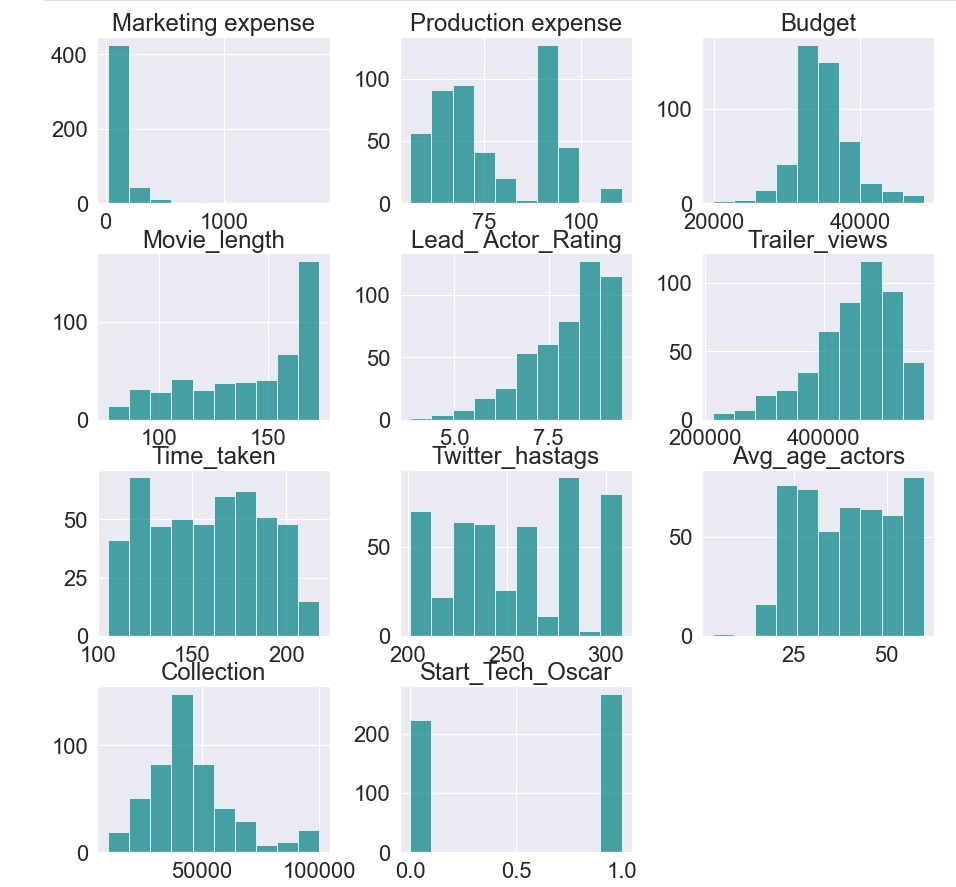 Marketing expense
400
200
0
0 1000
Production expense
100
50
0
75 100
Budget
100
0
20000 40000
Movie_length
100
0
100 150
Lead_ Actor_Rating
100
50
0
5.0 7.5
Trailer_views
100
50
0
200000 400000
Time_taken
50
25
0
100 150 200
Twitter_hastags
50
0
200 250 300
Avg_age_actors
50
0
25 50
Collection
100
0
50000 100000
Start_Tech_Oscar
200
100
0
0.0 0.5 1.0